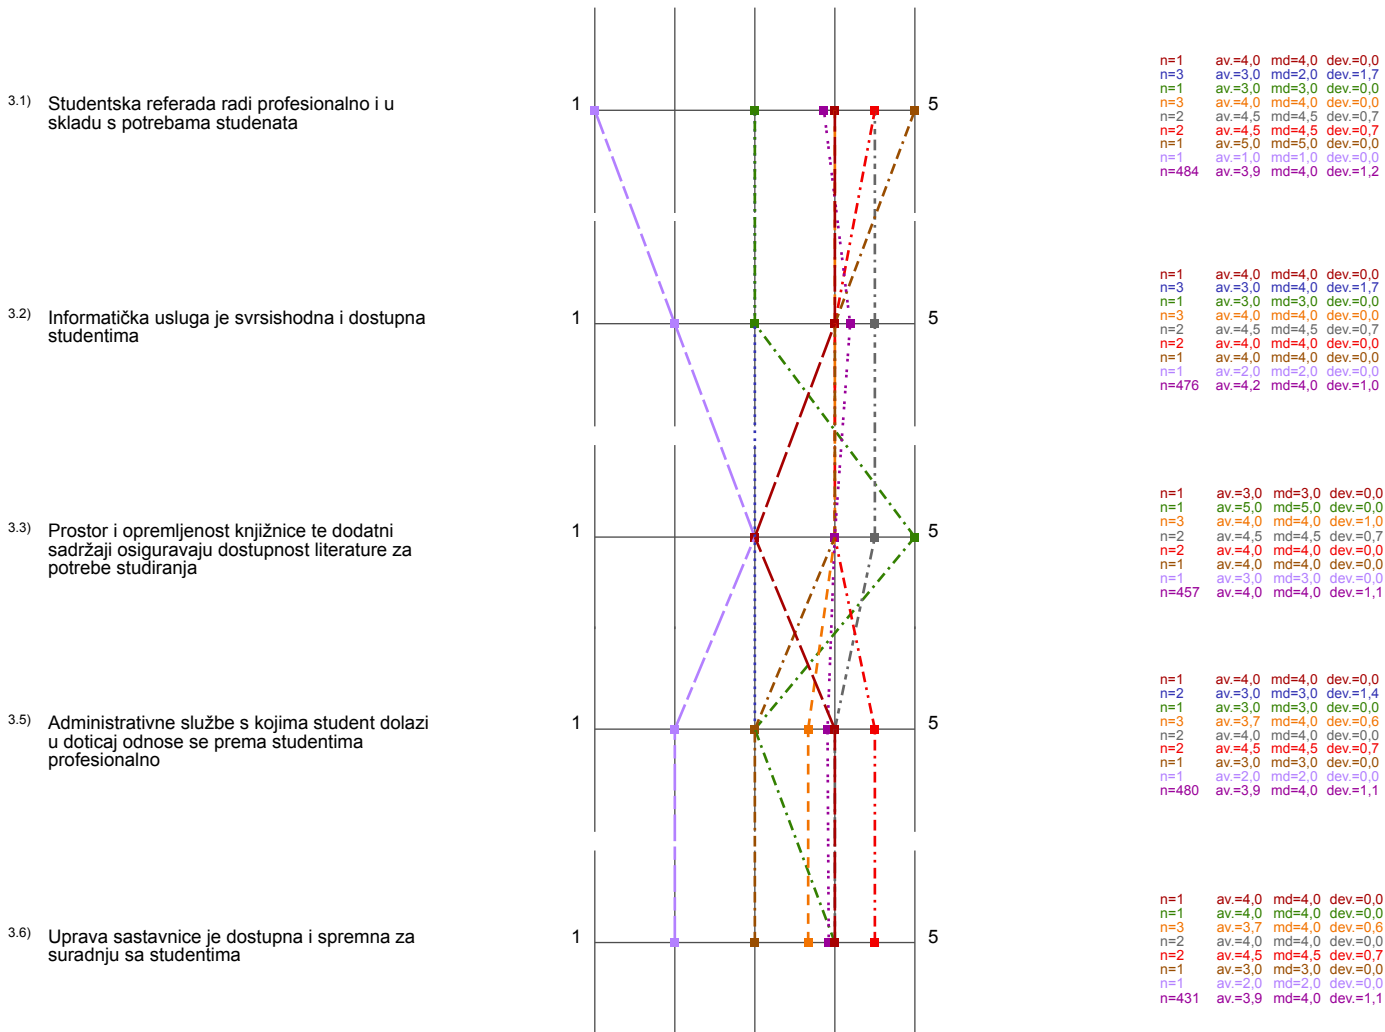 3.1) Studentska referada radi profesionalno i u
skladu s potrebama studenata
1 5
n=1 av.=4,0 md=4,0 dev.=0,0
n=3 av.=3,0 md=2,0 dev.=1,7
n=1 av.=3,0 md=3,0 dev.=0,0
n=3 av.=4,0 md=4,0 dev.=0,0
n=2 av.=4,5 md=4,5 dev.=0,7
n=2 av.=4,5 md=4,5 dev.=0,7
n=1 av.=5,0 md=5,0 dev.=0,0
n=1 av.=1,0 md=1,0 dev.=0,0
n=484 av.=3,9 md=4,0 dev.=1,2
3.2) Informatička usluga je svrsishodna i dostupna
studentima
1 5
n=1 av.=4,0 md=4,0 dev.=0,0
n=3 av.=3,0 md=4,0 dev.=1,7
n=1 av.=3,0 md=3,0 dev.=0,0
n=3 av.=4,0 md=4,0 dev.=0,0
n=2 av.=4,5 md=4,5 dev.=0,7
n=2 av.=4,0 md=4,0 dev.=0,0
n=1 av.=4,0 md=4,0 dev.=0,0
n=1 av.=2,0 md=2,0 dev.=0,0
n=476 av.=4,2 md=4,0 dev.=1,0
3.3) Prostor i opremljenost knjižnice te dodatni
sadržaji osiguravaju dostupnost literature za
potrebe studiranja
1 5
n=1 av.=3,0 md=3,0 dev.=0,0
n=1 av.=5,0 md=5,0 dev.=0,0
n=3 av.=4,0 md=4,0 dev.=1,0
n=2 av.=4,5 md=4,5 dev.=0,7
n=2 av.=4,0 md=4,0 dev.=0,0
n=1 av.=4,0 md=4,0 dev.=0,0
n=1 av.=3,0 md=3,0 dev.=0,0
n=457 av.=4,0 md=4,0 dev.=1,1
3.5) Administrativne službe s kojima student dolazi
u doticaj odnose se prema studentima
profesionalno
1 5
n=1 av.=4,0 md=4,0 dev.=0,0
n=2 av.=3,0 md=3,0 dev.=1,4
n=1 av.=3,0 md=3,0 dev.=0,0
n=3 av.=3,7 md=4,0 dev.=0,6
n=2 av.=4,0 md=4,0 dev.=0,0
n=2 av.=4,5 md=4,5 dev.=0,7
n=1 av.=3,0 md=3,0 dev.=0,0
n=1 av.=2,0 md=2,0 dev.=0,0
n=480 av.=3,9 md=4,0 dev.=1,1
3.6) Uprava sastavnice je dostupna i spremna za
suradnju sa studentima
1 5
n=1 av.=4,0 md=4,0 dev.=0,0
n=1 av.=4,0 md=4,0 dev.=0,0
n=3 av.=3,7 md=4,0 dev.=0,6
n=2 av.=4,0 md=4,0 dev.=0,0
n=2 av.=4,5 md=4,5 dev.=0,7
n=1 av.=3,0 md=3,0 dev.=0,0
n=1 av.=2,0 md=2,0 dev.=0,0
n=431 av.=3,9 md=4,0 dev.=1,1